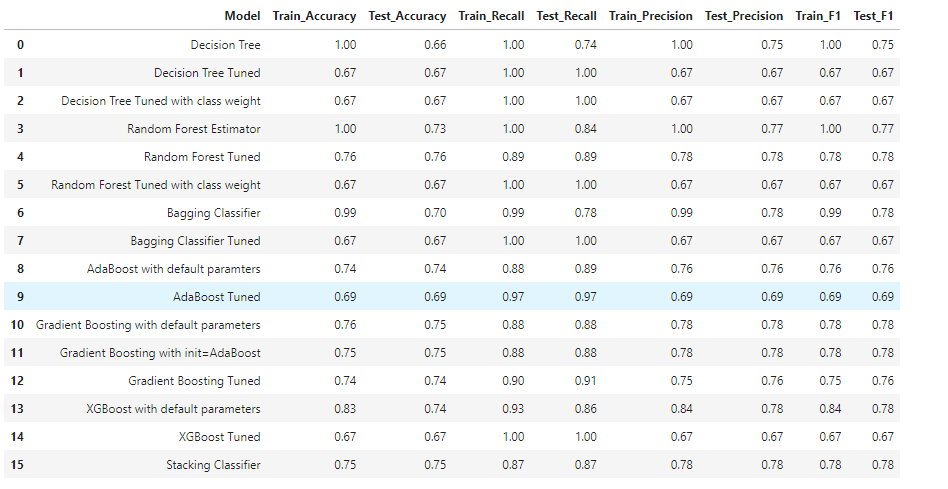 Model Train_Accuracy Test_Accuracy Train_Recall Test_Recall Train_Precision Test_Precision Train_F1 Test_F1
0 Decision Tree 1.00 0.66 1.00 0.74 1.00 0.75 1.00 0.75
1 Decision Tree Tuned 0.67 0.67 1.00 1.00 0.67 0.67 0.67 0.67
2 Decision Tree Tuned with class weight 0.67 0.67 1.00 1.00 0.67 0.67 0.67 0.67
3 Random Forest Estimator 1.00 0.73 1.00 0.84 1.00 0.77 1.00 0.77
4 Random Forest Tuned 0.76 0.76 0.89 0.89 0.78 0.78 0.78 0.78
5 Random Forest Tuned with class weight 0.67 0.67 1.00 1.00 0.67 0.67 0.67 0.67
6 Bagging Classifier 0.99 0.70 0.99 0.78 0.99 0.78 0.99 0.78
7 Bagging Classifier Tuned 0.67 0.67 1.00 1.00 0.67 0.67 0.67 0.67
8 AdaBoost with default paramters 0.74 0.74 0.88 0.89 0.76 0.76 0.76 0.76
9 AdaBoost Tuned 0.69 0.69 0.97 0.97 0.69 0.69 0.69 0.69
10 Gradient Boosting with default parameters 0.76 0.75 0.88 0.88 0.78 0.78 0.78 0.78
11 Gradient Boosting with init=AdaBoost 0.75 0.75 0.88 0.88 0.78 0.78 0.78 0.78
12 Gradient Boosting Tuned 0.74 0.74 0.90 0.91 0.75 0.76 0.75 0.76
13 XGBoost with default parameters 0.83 0.74 0.93 0.86 0.84 0.78 0.84 0.78
14 XGBoost Tuned 0.67 0.67 1.00 1.00 0.67 0.67 0.67 0.67
15 Stacking Classifier 0.75 0.75 0.87 0.87 0.78 0.78 0.78 0.78